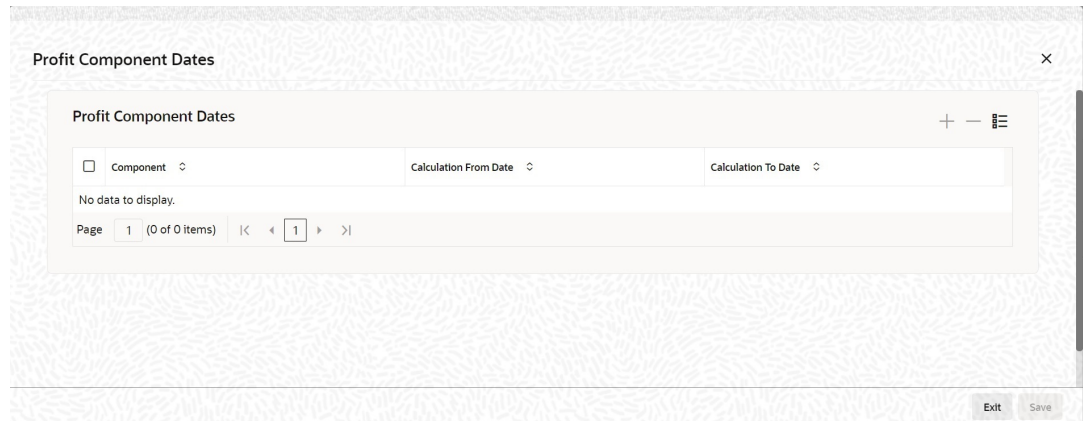 Profit Component Dates
Profit Component Dates
Component Calculation From Date Calculation To Date
No data to display.
Page 1 (0 of 0 items) 1
Exit Save